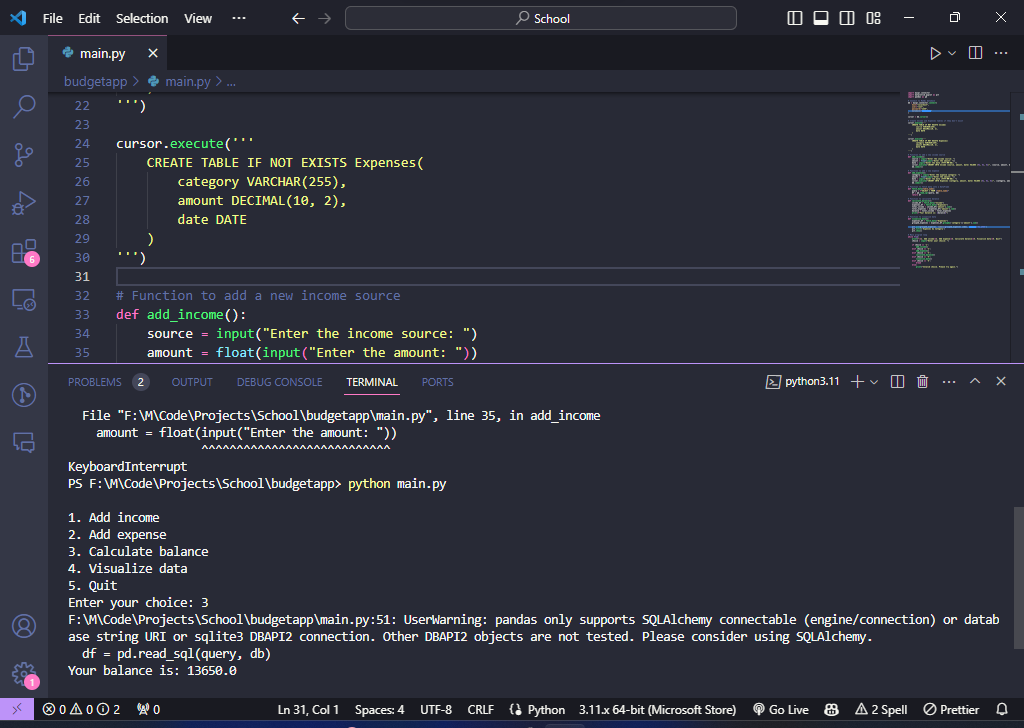 File Edit Selection View ··· School
main.py
budgetapp > main.py > ...
22 ''')
23
24 cursor.execute('''
25 CREATE TABLE IF NOT EXISTS Expenses(
26 category VARCHAR(255),
27 amount DECIMAL(10, 2),
28 date DATE
29 )
30 ''')
31
32 # Function to add a new income source
33 def add_income():
34 source = input("Enter the income source: ")
35 amount = float(input("Enter the amount: "))
6
1
PROBLEMS 2 OUTPUT DEBUG CONSOLE TERMINAL PORTS python3.11
File "F:\M\Code\Projects\School\budgetapp\main.py", line 35, in add_income
amount = float(input("Enter the amount: "))
^^^^^^^^^^^^^^^^^^^^^^^^^^^
KeyboardInterrupt
PS F:\M\Code\Projects\School\budgetapp> python main.py
1. Add income
2. Add expense
3. Calculate balance
4. Visualize data
5. Quit
Enter your choice: 3
F:\M\Code\Projects\School\budgetapp\main.py:51: UserWarning: pandas only supports SQLAlchemy connectable (engine/connection) or datab
ase string URI or sqlite3 DBAPI2 connection. Other DBAPI2 objects are not tested. Please consider using SQLAlchemy.
df = pd.read_sql(query, db)
Your balance is: 13650.0
0 0 2 0 Ln 31, Col 1 Spaces: 4 UTF-8 CRLF Python 3.11.x 64-bit (Microsoft Store) Go Live 2 Spell Prettier